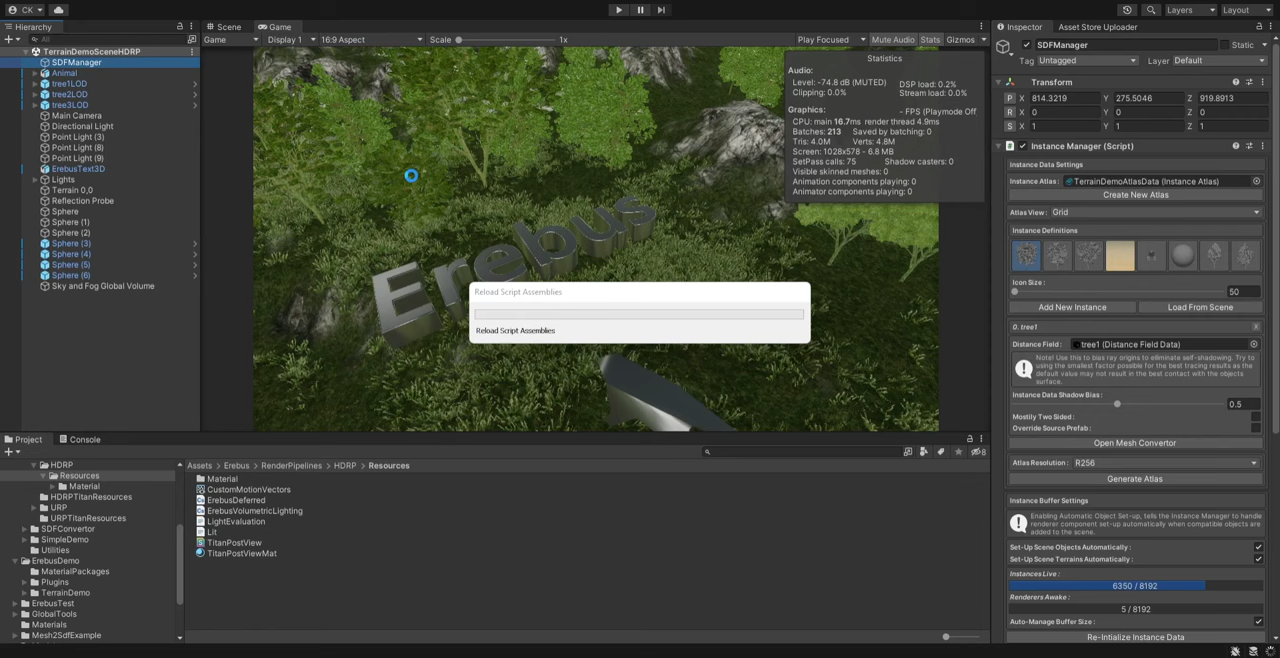 CK
Layers
Layout
Hierarchy
Scene
Game
Inspector
Asset Store Uploader
All
Game
Display 1
16:9 Aspect
Scale
1x
Play Focused
Mute Audio
Stats
Gizmos
SDFManager
Static
Tag
Untagged
Layer
Default
TerrainDemoSceneHDRP
SDFManager
Animal
tree1LOD
tree2LOD
tree3LOD
Main Camera
Directional Light
Point Light (3)
Point Light (8)
Point Light (9)
ErebusText3D
Lights
Terrain 0,0
Reflection Probe
Sphere
Sphere (1)
Sphere (2)
Sphere (3)
Sphere (4)
Sphere (5)
Sphere (6)
Sky and Fog Global Volume
Statistics
Audio:
Level: -74.8 dB (MUTED)
DSP load: 0.2%
Clipping: 0.0%
Stream load: 0.0%
Graphics:
- FPS (Playmode Off
CPU: main 16.7ms render thread 4.9ms
Batches: 213 Saved by batching: 0
Tris: 4.0M Verts: 4.8M
Screen: 1028x578 - 6.8 MB
SetPass calls: 75 Shadow casters: 0
Visible skinned meshes: 0
Animation components playing: 0
Animator components playing: 0
Erebus
Reload Script Assemblies
Reload Script Assemblies
Transform
P X 814.3219 Y 275.5046 Z 919.8913
R X 0 Y 0 Z 0
S X 1 Y 1 Z 1
Instance Manager (Script)
Instance Data Settings
Instance Atlas :
TerrainDemoAtlasData (Instance Atlas)
Create New Atlas
Atlas View : Grid
Instance Definitions
Icon Size :
50
Add New Instance
Load From Scene
0. tree1
X
Distance Field :
tree1 (Distance Field Data)
Note! Use this to bias ray origins to eliminate self-shadowing. Try to
using the smallest factor possible for the best tracing results as the
default value may not result in the best contact with the objects
surface.
Instance Data Shadow Bias :
0.5
Mostly Two Sided :
Override Source Prefab :
Open Mesh Convertor
Atlas Resolution : R256
Generate Atlas
Instance Buffer Settings
Enabling Automatic Object Set-up, tells the Instance Manager to handle
renderer component set-up automatically when compatible objects are
added to the scene.
Set-Up Scene Objects Automatically :
Set-Up Scene Terrains Automatically :
Instances Live :
6350 / 8192
Renderers Awake :
5 / 8192
Auto-Manage Buffer Size :
Re-Intialize Instance Data
Project
Console
8
HDRP
Resources
Material
HDRPTitanResources
URP
URPTitanResources
SDFConvertor
SimpleDemo
Utilities
ErebusDemo
MaterialPackages
Plugins
TerrainDemo
ErebusTest
GlobalTools
Materials
Mesh2SdfExample
Assets > Erebus > RenderPipelines > HDRP > Resources
Material
CustomMotionVectors
ErebusDeferred
ErebusVolumetricLighting
LightEvaluation
Lit
TitanPostView
TitanPostViewMat